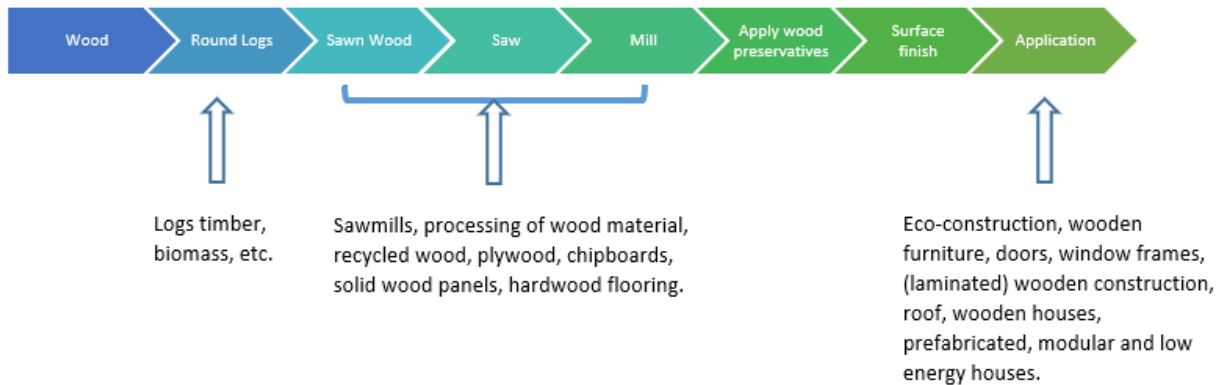 Wood
Round Logs
Sawn Wood
Saw
Mill
Apply wood
preservatives
Surface
finish
Application
Logs timber,
biomass, etc.
Sawmills, processing of wood material,
recycled wood, plywood, chipboards,
solid wood panels, hardwood flooring.
Eco-construction, wooden
furniture, doors, window frames,
(laminated) wooden construction,
roof, wooden houses,
prefabricated, modular and low
energy houses.